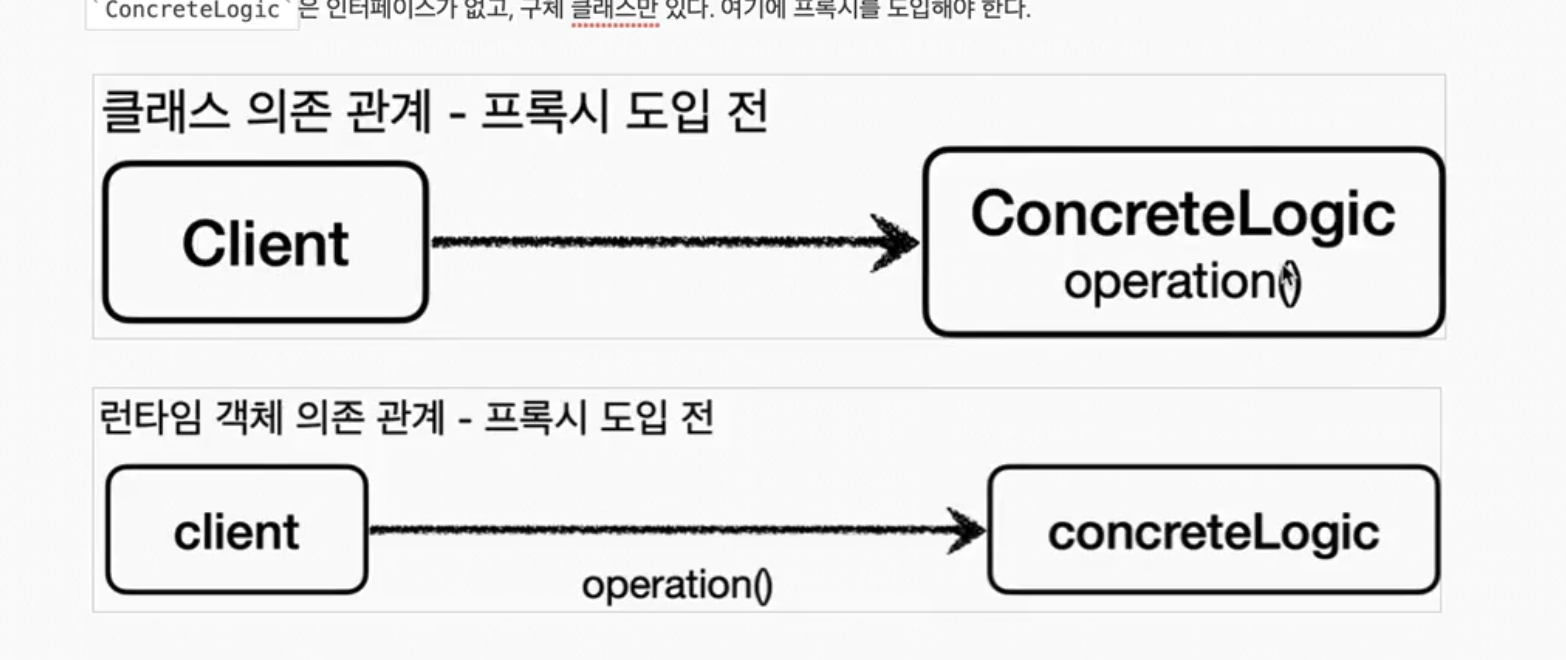 `ConcreteLogic`은 인터페이스가 없고, 구체 클래스만 있다. 여기에 프록시를 도입해야 한다.
클래스 의존 관계 - 프록시 도입 전
Client
ConcreteLogic
operation()
런타임 객체 의존 관계 - 프록시 도입 전
client
operation()
concreteLogic